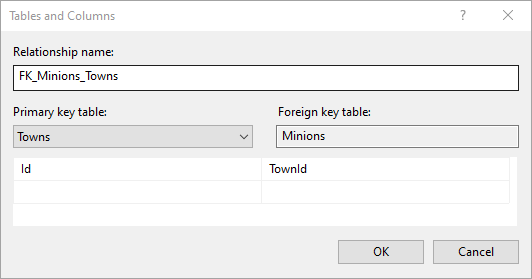 Tables and Columns ? ×
Relationship name:
FK_Minions_Towns
Primary key table: Foreign key table:
Towns Minions
Id TownId
OK Cancel